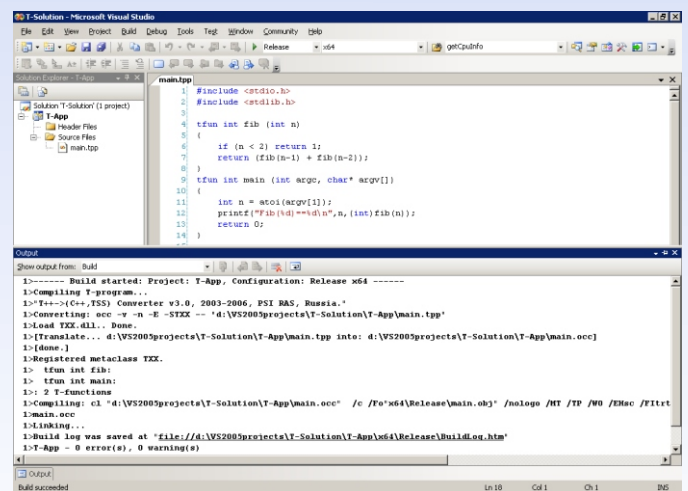 T-Solution - Microsoft Visual Studio
File Edit View Project Build Debug Tools Test Window Community Help
Release x64 getCpuInfo
Solution Explorer - T-App
main.tpp
Solution 'T-Solution' (1 project)
T-App
Header Files
Source Files
main.tpp
1 #include <stdio.h>
2 #include <stdlib.h>
3
4 tfun int fib (int n)
5 {
6 if (n < 2) return 1;
7 return (fib(n-1) + fib(n-2));
8 }
9 tfun int main (int argc, char* argv[])
10 {
11 int n = atoi(argv[1]);
12 printf("Fib(%d)==%d\n",n,(int)fib(n));
13 return 0;
14 }
Output
Show output from: Build
1>------ Build started: Project: T-App, Configuration: Release x64 ------
1>Compiling T-program...
1>"T++->(C++,TSS) Converter v3.0, 2003-2006, PSI RAS, Russia."
1>Converting: occ -v -n -E -STXX -- 'd:\VS2005projects\T-Solution\T-App\main.tpp'
1>Load TXX.dll.. Done.
1>[Translate... d:\VS2005projects\T-Solution\T-App\main.tpp into: d:\VS2005projects\T-Solution\T-App\main.occ]
1>[done.]
1>Registered metaclass TXX.
1> tfun int fib:
1> tfun int main:
1>: 2 T-functions
1>Compiling: cl "d:\VS2005projects\T-Solution\T-App\main.occ" /c /Fo"x64\Release\main.obj" /nologo /MT /TP /W0 /EHsc /FItrt
1>main.occ
1>Linking...
1>Build log was saved at "file://d:\VS2005projects\T-Solution\T-App\x64\Release\BuildLog.htm"
1>T-App - 0 error(s), 0 warning(s)
Output
Build succeeded Ln 18 Col 1 Ch 1 INS